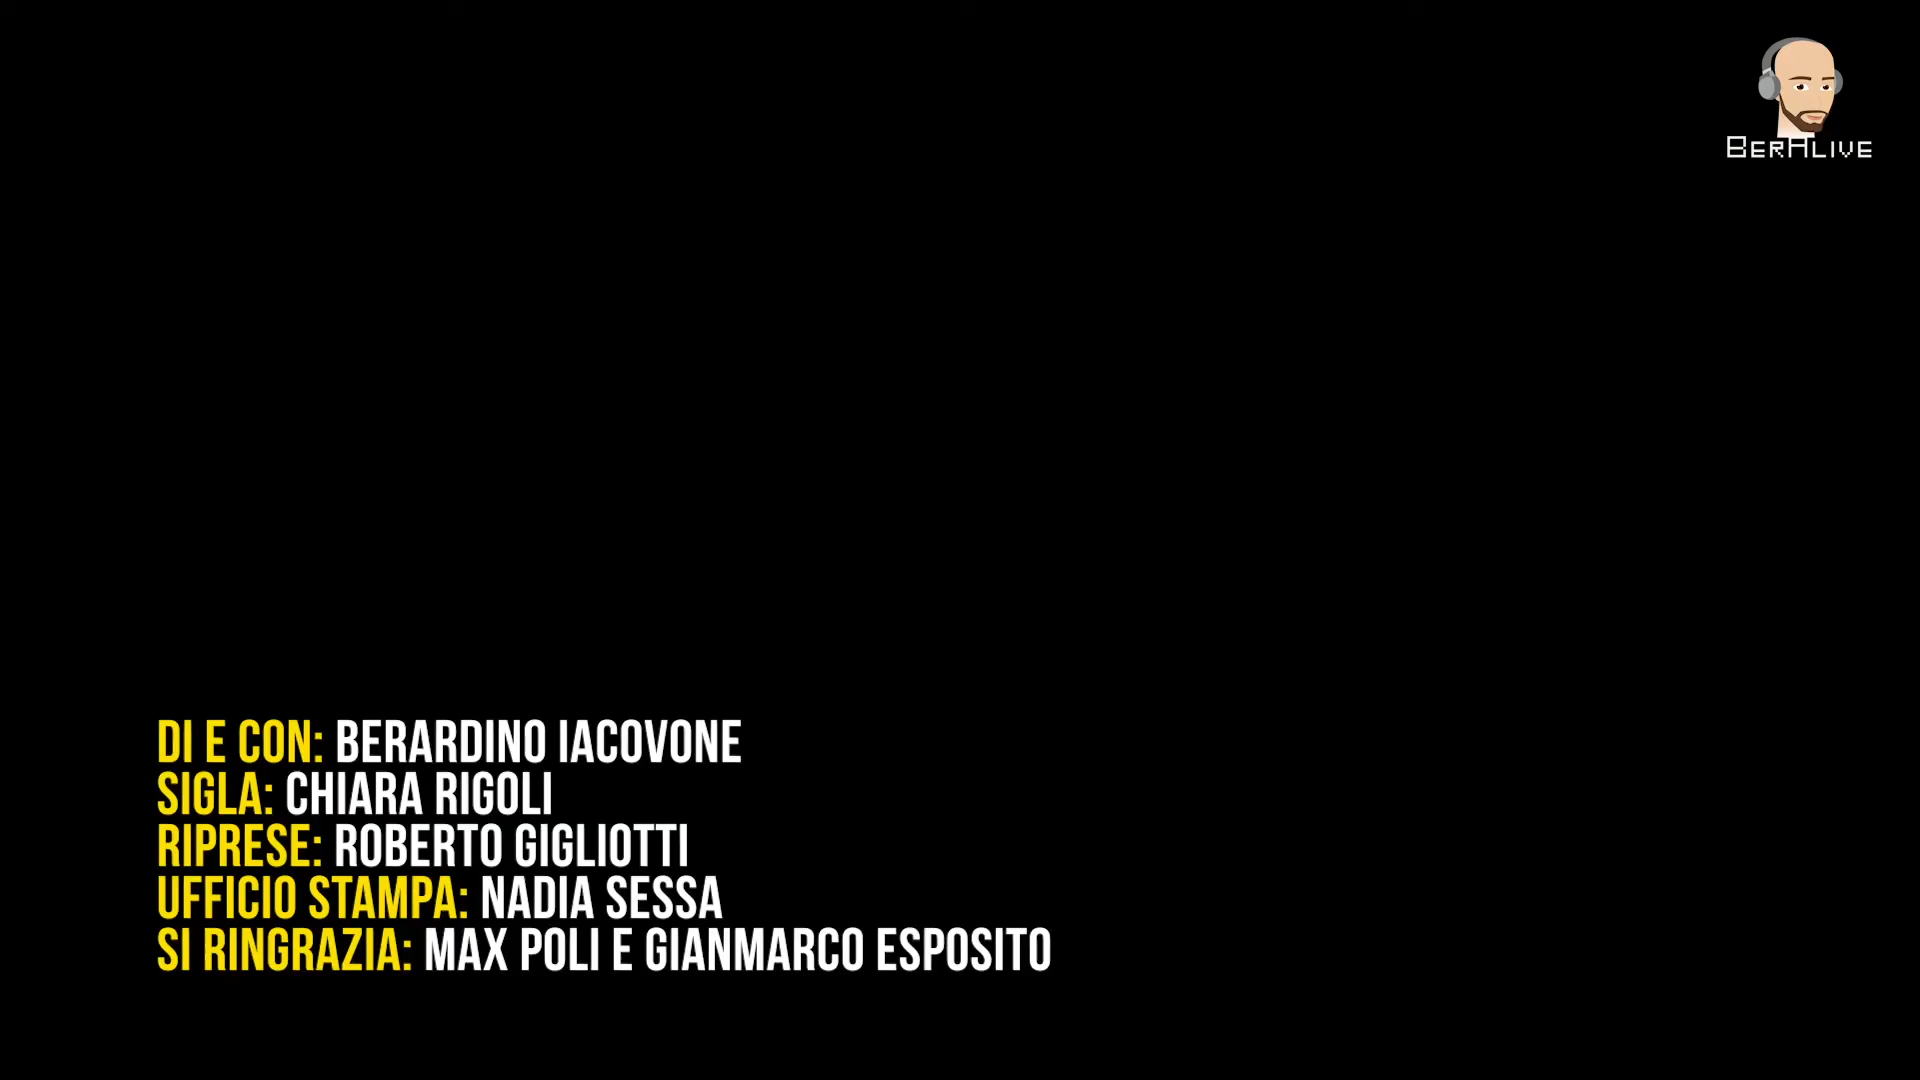 BERALIVE
DI E CON: BERARDINO IACOVONE
SIGLA: CHIARA RIGOLI
RIPRESE: ROBERTO GIGLIOTTI
UFFICIO STAMPA: NADIA SESSA
SI RINGRAZIA: MAX POLI E GIANMARCO ESPOSITO